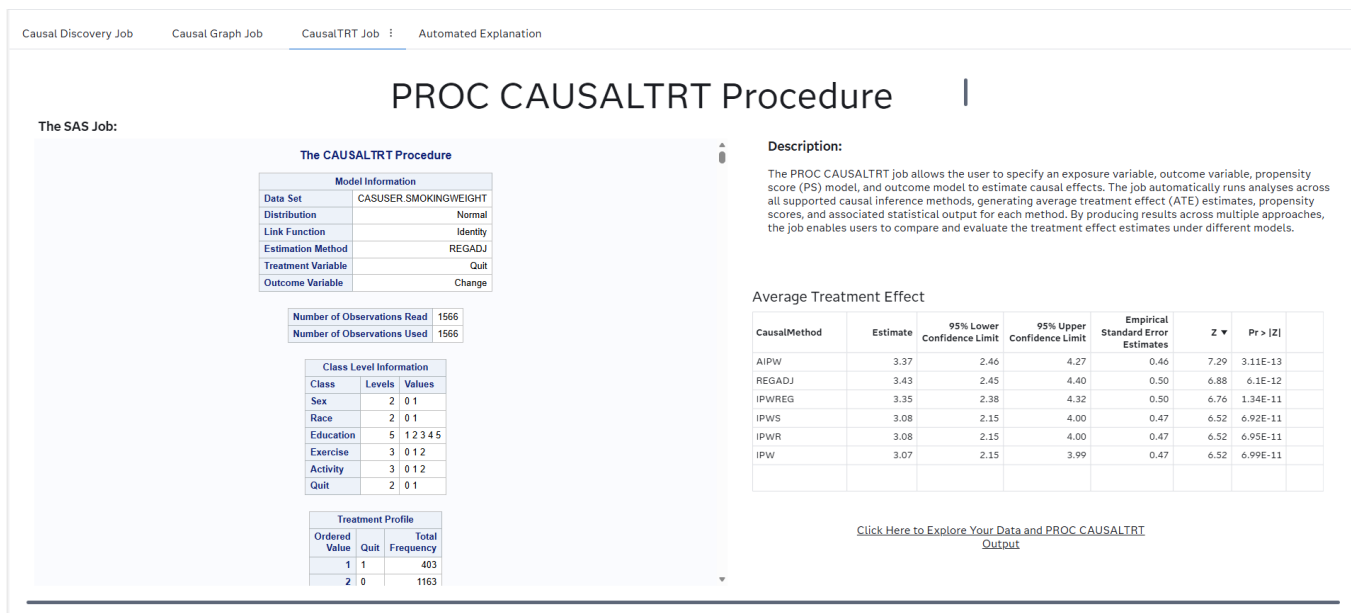 Causal Discovery Job Causal Graph Job CausalTRT Job Automated Explanation
PROC CAUSALTRT Procedure
The SAS Job:
The CAUSALTRT Procedure
Model Information
Data Set CASUSER.SMOKINGWEIGHT
Distribution Normal
Link Function Identity
Estimation Method REGADJ
Treatment Variable Quit
Outcome Variable Change
Number of Observations Read 1566
Number of Observations Used 1566
Class Level Information
Class Levels Values
Sex 2 0 1
Race 2 0 1
Education 5 1 2 3 4 5
Exercise 3 0 1 2
Activity 3 0 1 2
Quit 2 0 1
Treatment Profile
Ordered Total
Value Quit Frequency
1 1 403
2 0 1163
Description:
The PROC CAUSALTRT job allows the user to specify an exposure variable, outcome variable, propensity
score (PS) model, and outcome model to estimate causal effects. The job automatically runs analyses across
all supported causal inference methods, generating average treatment effect (ATE) estimates, propensity
scores, and associated statistical output for each method. By producing results across multiple approaches,
the job enables users to compare and evaluate the treatment effect estimates under different models.
Average Treatment Effect
Empirical
95% Lower 95% Upper Standard Error
CausalMethod Estimate Confidence Limit Confidence Limit Estimates Z ▼ Pr > |Z|
AIPW 3.37 2.46 4.27 0.46 7.29 3.11E-13
REGADJ 3.43 2.45 4.40 0.50 6.88 6.1E-12
IPWREG 3.35 2.38 4.32 0.50 6.76 1.34E-11
IPWS 3.08 2.15 4.00 0.47 6.52 6.92E-11
IPWR 3.08 2.15 4.00 0.47 6.52 6.95E-11
IPW 3.07 2.15 3.99 0.47 6.52 6.99E-11
Click Here to Explore Your Data and PROC CAUSALTRT
Output